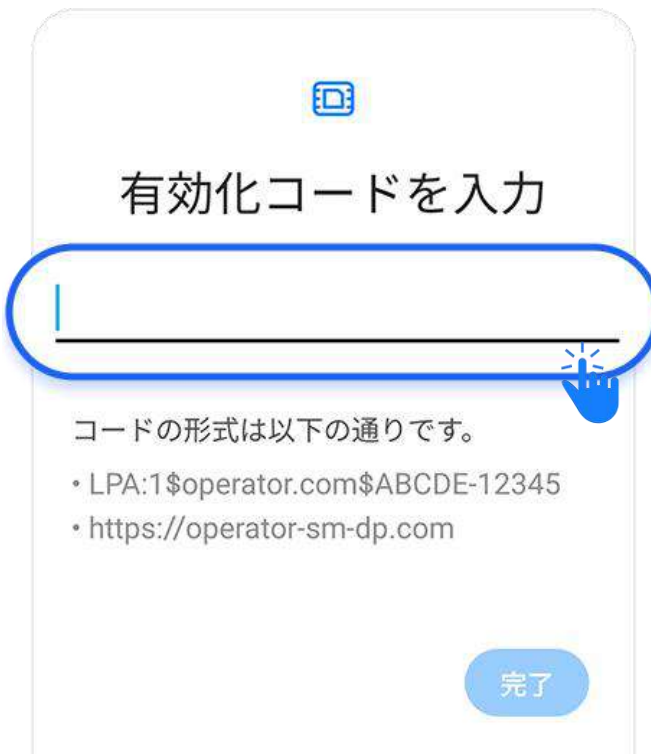 有効化コードを入力
コードの形式は以下の通りです。
• LPA:1$operator.com$ABCDE-12345
• https://operator-sm-dp.com
完了